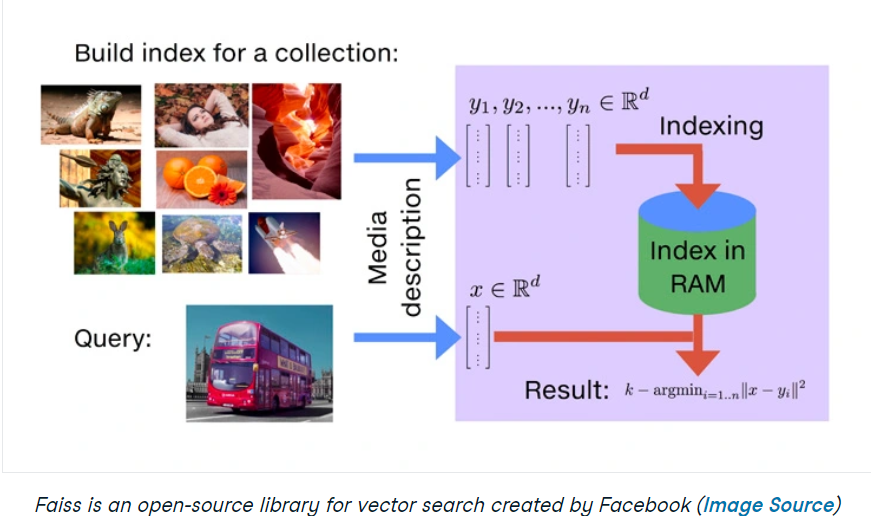 Build index for a collection:
y₁, y₂, ..., yₙ ∈ ℝᵈ
Indexing
Media
description
Index in
RAM
x ∈ ℝᵈ
Query:
Result: k − argminᵢ₌₁..ₙ‖x − yᵢ‖²
Faiss is an open-source library for vector search created by Facebook (Image Source)